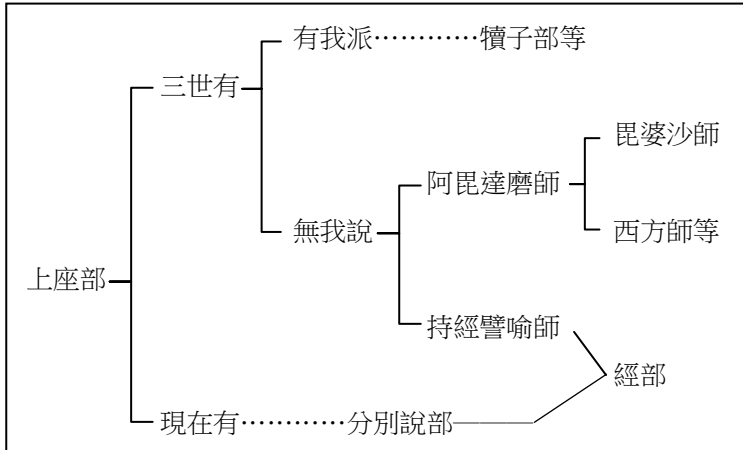 有我派…………犢子部等
三世有
毘婆沙師
阿毘達磨師
無我說
西方師等
上座部
持經譬喻師
經部
現在有…………分別說部